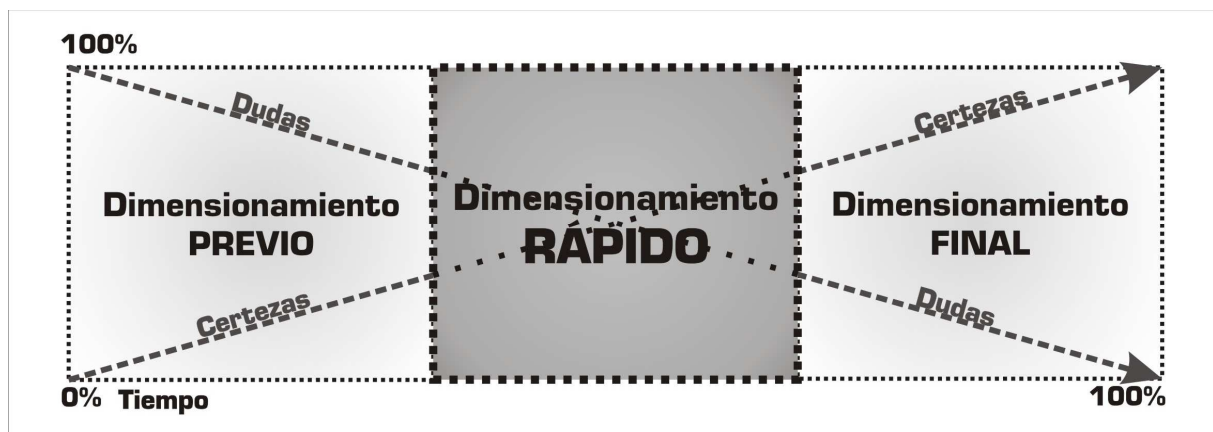 100%
Dudas
Certezas
Dimensionamiento
PREVIO
Dimensionamiento
RÁPIDO
Dimensionamiento
FINAL
Certezas
Dudas
0% Tiempo
100%